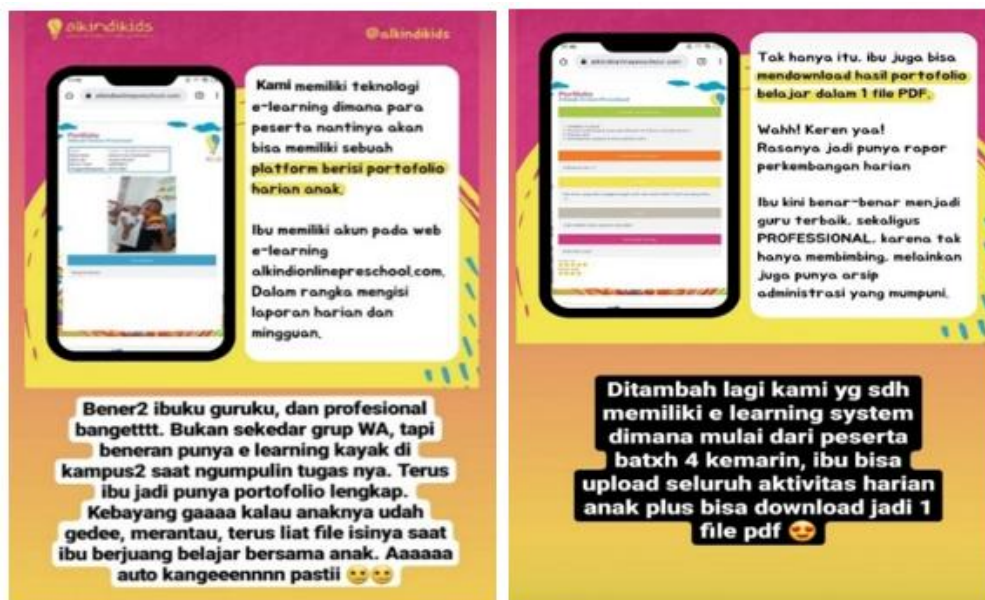 alkindikids
@alkindikids
Kami memiliki teknologi
e-learning dimana para
peserta nantinya akan
bisa memiliki sebuah
platform berisi portofolio
harian anak.
Ibu memiliki akun pada web
e-learning
alkindionlinepreschool.com.
Dalam rangka mengisi
laporan harian dan
mingguan.
Portfolio
Bener2 ibuku guruku, dan profesional
bangetttt. Bukan sekedar grup WA, tapi
beneran punya e learning kayak di
kampus2 saat ngumpulin tugas nya. Terus
ibu jadi punya portofolio lengkap.
Kebayang gaaaa kalau anaknya udah
gedee, merantau, terus liat file isinya saat
ibu berjuang belajar bersama anak. Aaaaaa
auto kangeeennnn pastii 😑😑
Tak hanya itu. ibu juga bisa
mendownload hasil portofolio
belajar dalam 1 file PDF.
Wahh! Keren yaa!
Rasanya jadi punya rapor
perkembangan harian
Ibu kini benar-benar menjadi
guru terbaik. sekaligus
PROFESSIONAL. karena tak
hanya membimbing. melainkan
juga punya arsip
administrasi yang mumpuni.
Portfolio
Ditambah lagi kami yg sdh
memiliki e learning system
dimana mulai dari peserta
batxh 4 kemarin, ibu bisa
upload seluruh aktivitas harian
anak plus bisa download jadi 1
file pdf 😍